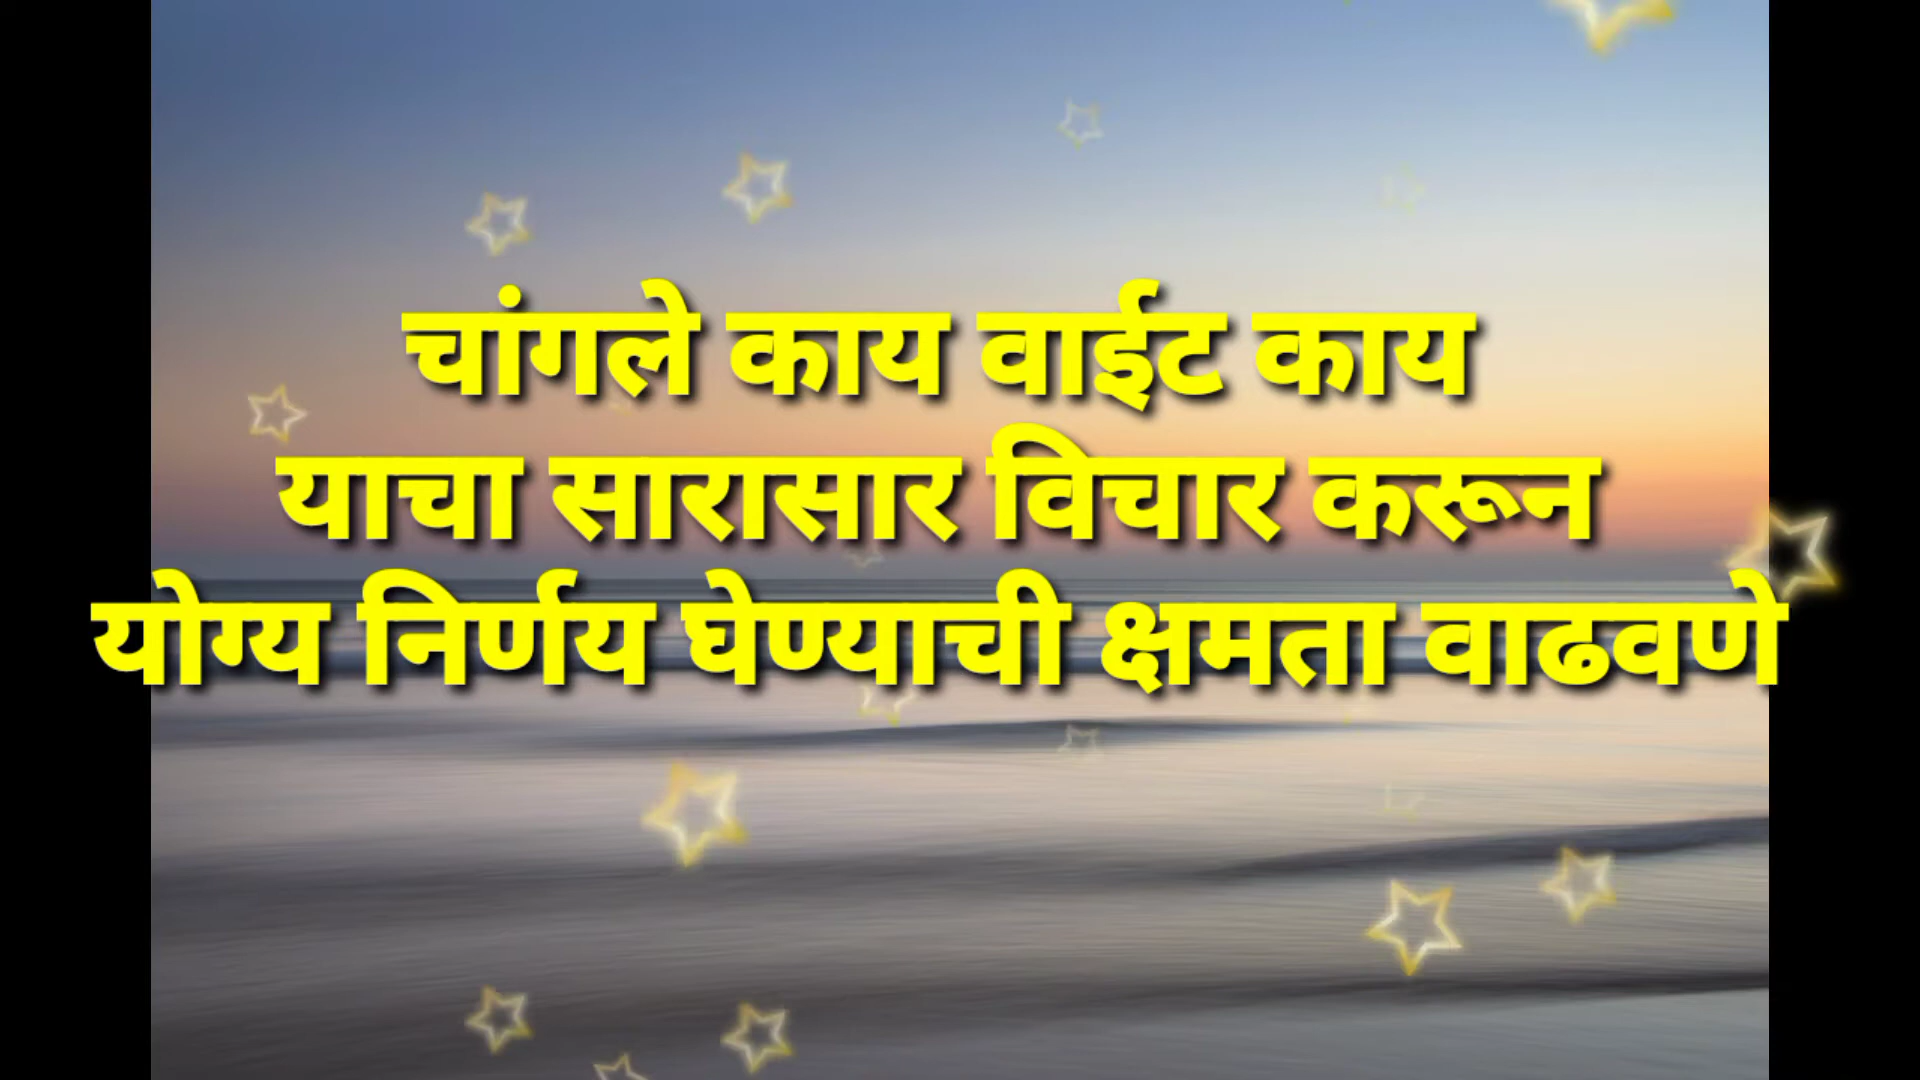 चांगले काय वाईट काय
याचा सारासार विचार करून
योग्य निर्णय घेण्याची क्षमता वाढवणे